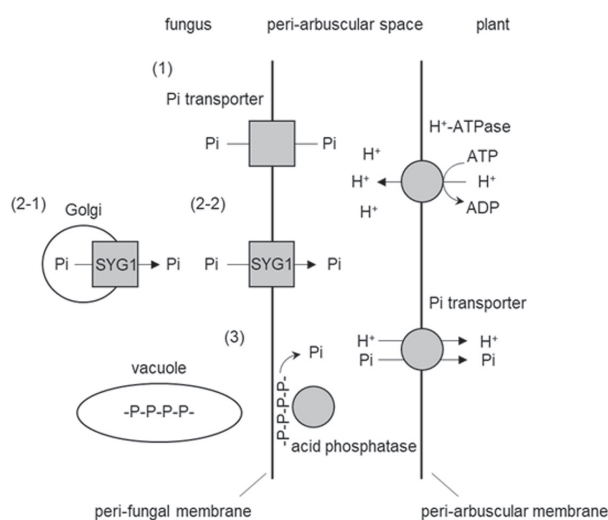 fungus peri-arbuscular space plant
(1)
Pi transporter
Pi Pi
H⁺-ATPase
H⁺ ATP
H⁺ H⁺
H⁺ ADP
(2-1) Golgi (2-2)
Pi SYG1 Pi Pi SYG1 Pi
Pi transporter
(3)
H⁺ H⁺
Pi Pi
Pi
vacuole
-P-P-P-P-
-P-P-P-P-
acid phosphatase
peri-fungal membrane peri-arbuscular membrane